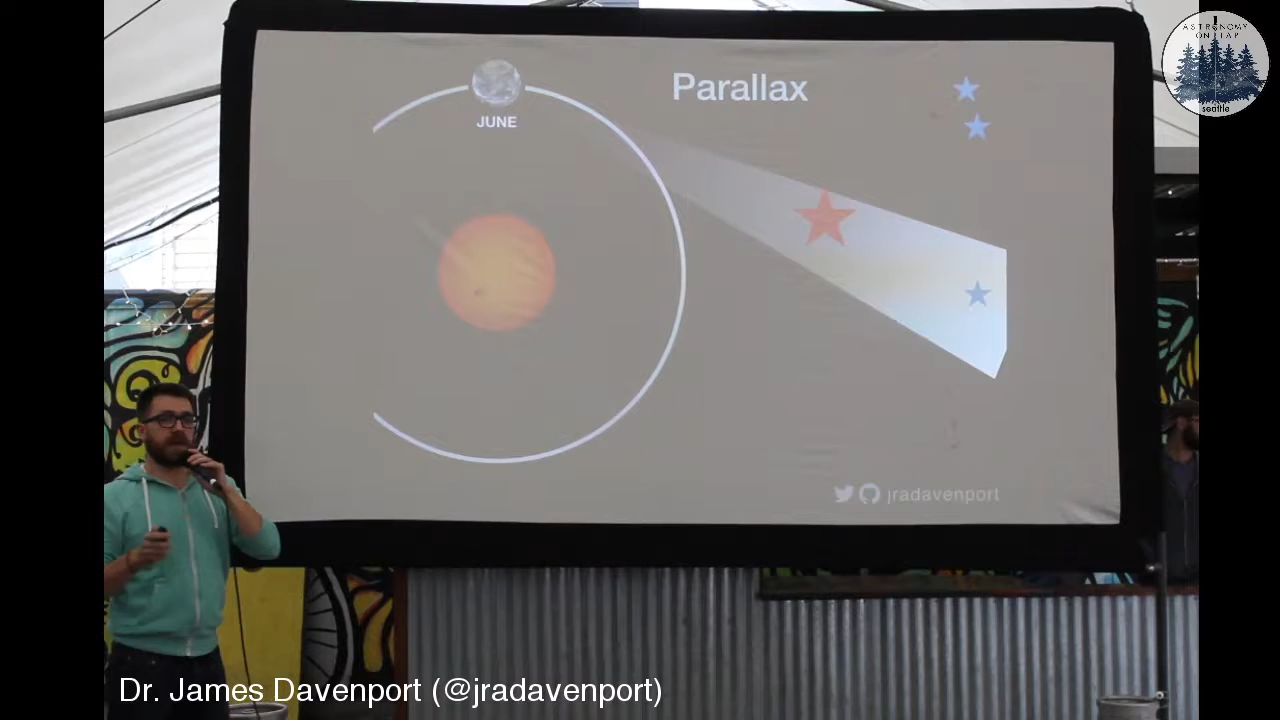 Parallax
JUNE
jradavenport
ASTRONOMY
ON TAP
seattle
Dr. James Davenport (@jradavenport)